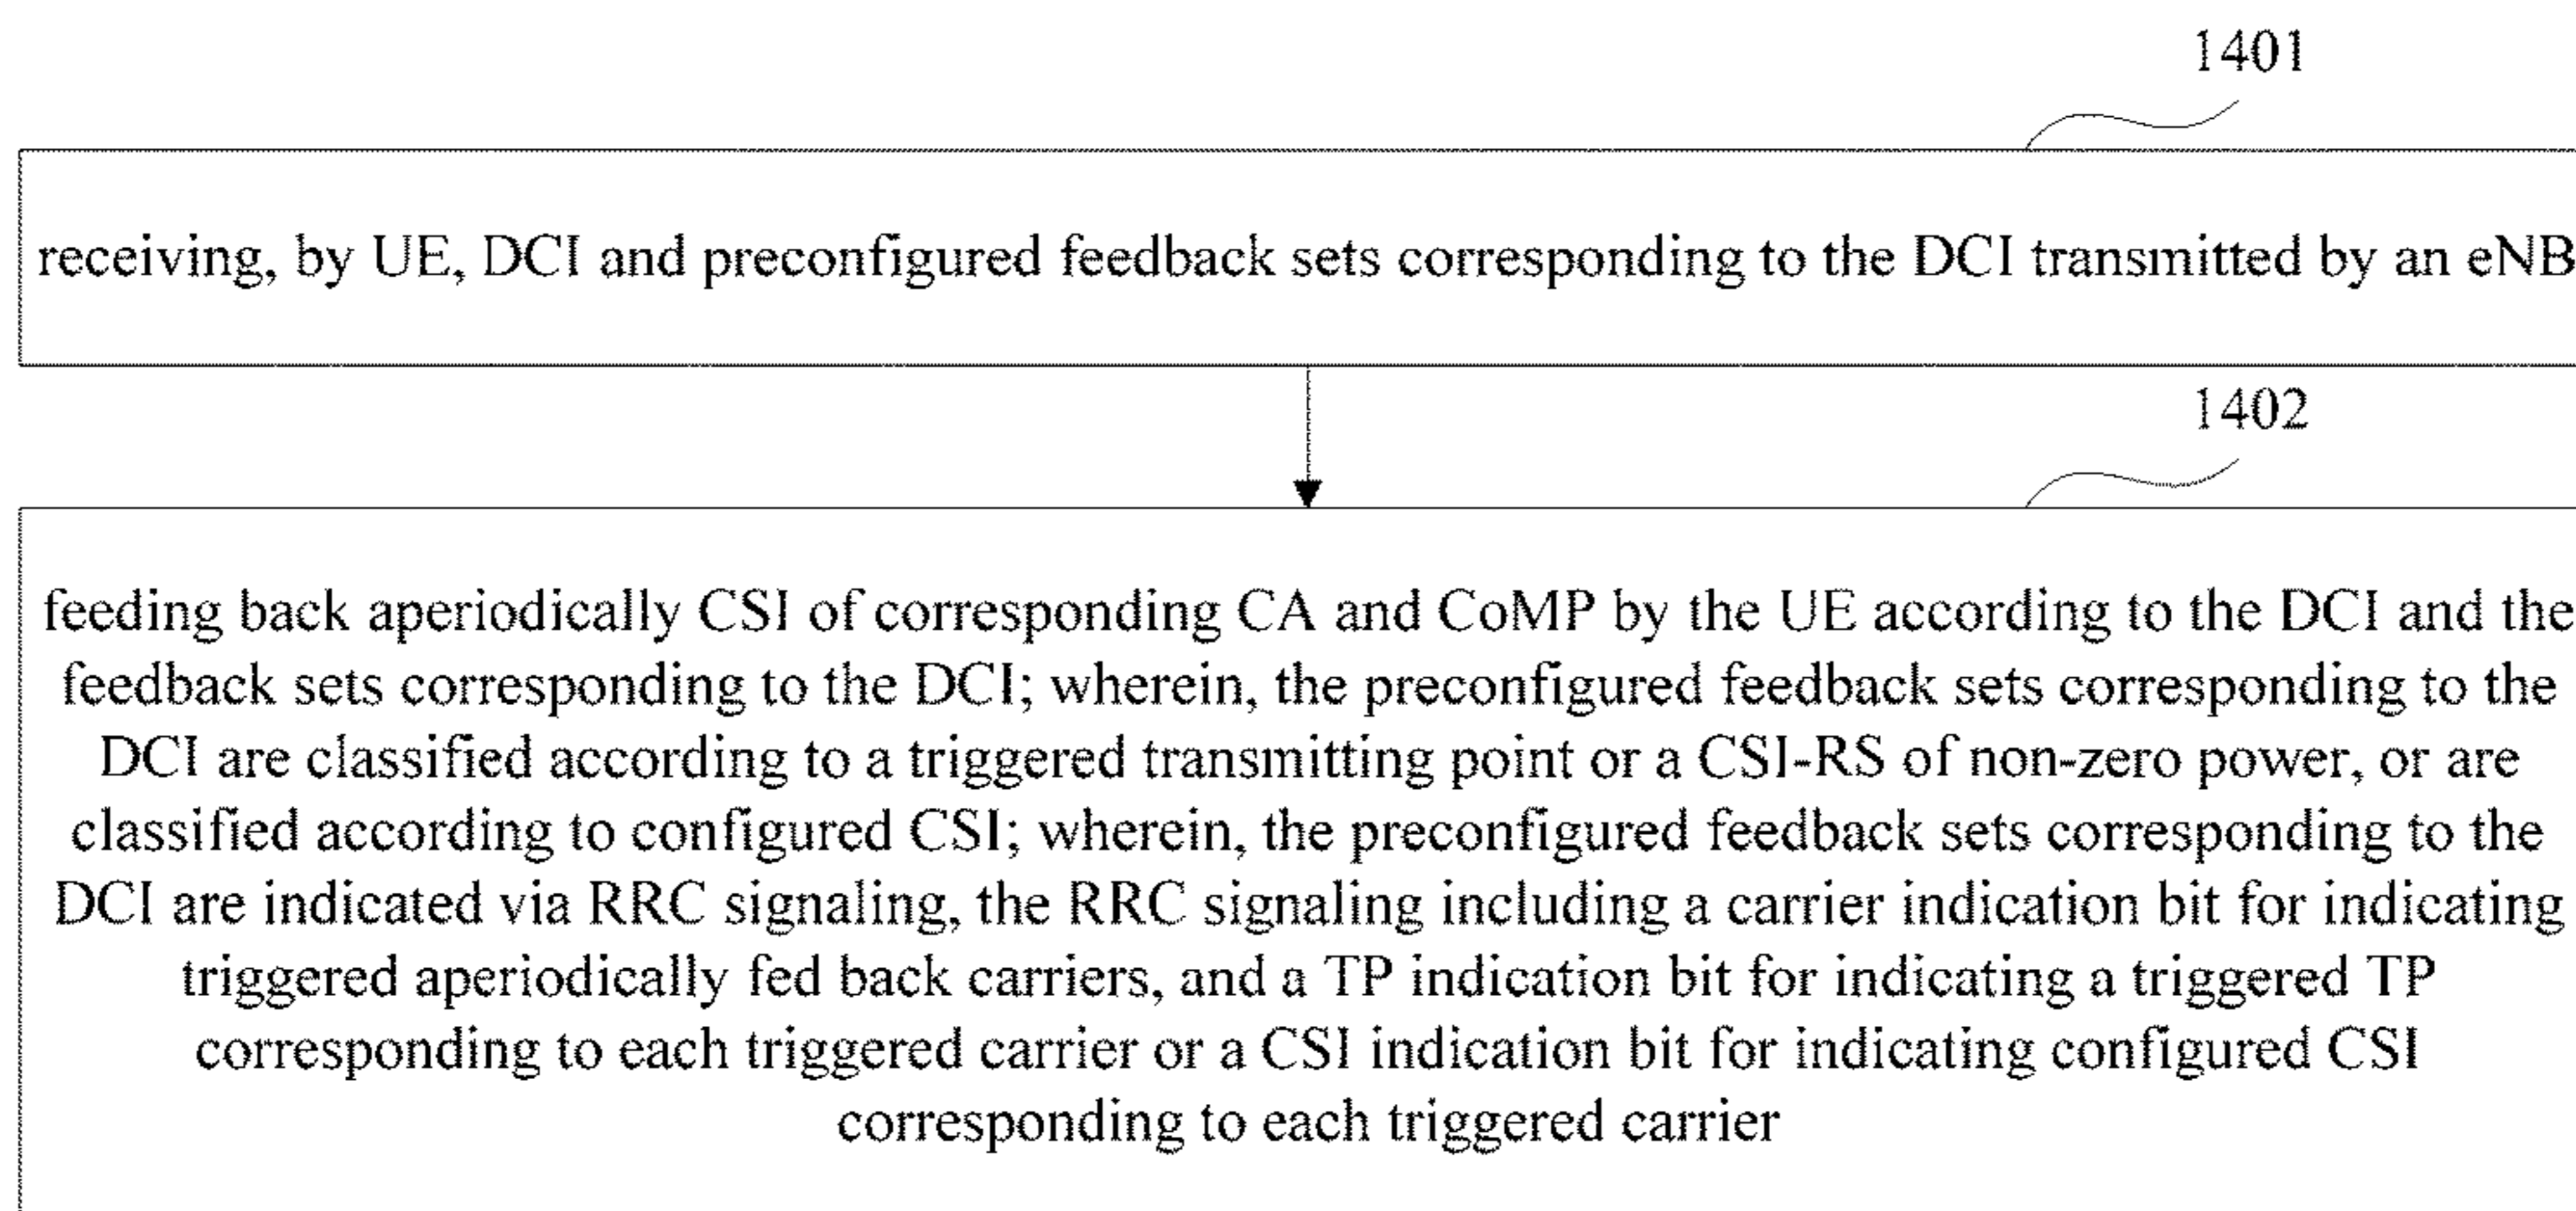 1401
receiving, by UE, DCI and preconfigured feedback sets corresponding to the DCI transmitted by an eNB
1402
feeding back aperiodically CSI of corresponding CA and CoMP by the UE according to the DCI and the
feedback sets corresponding to the DCI; wherein, the preconfigured feedback sets corresponding to the
DCI are classified according to a triggered transmitting point or a CSI-RS of non-zero power, or are
classified according to configured CSI; wherein, the preconfigured feedback sets corresponding to the
DCI are indicated via RRC signaling, the RRC signaling including a carrier indication bit for indicating
triggered aperiodically fed back carriers, and a TP indication bit for indicating a triggered TP
corresponding to each triggered carrier or a CSI indication bit for indicating configured CSI
corresponding to each triggered carrier